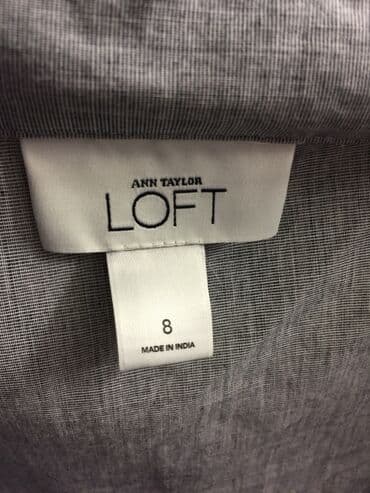 ANN TAYLOR
LOFT
8
MADE IN INDIA